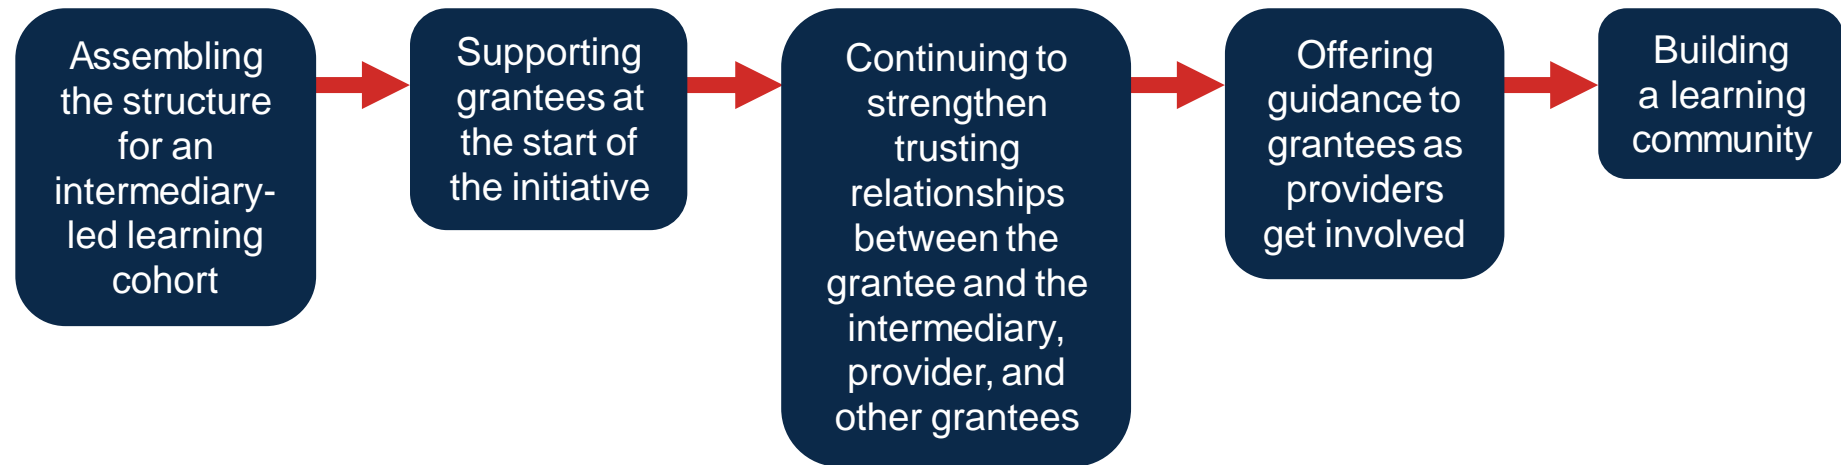 Assembling
the structure
for an
intermediary-
led learning
cohort
Supporting
grantees at
the start of
the initiative
Continuing to
strengthen
trusting
relationships
between the
grantee and the
intermediary,
provider, and
other grantees
Offering
guidance to
grantees as
providers
get involved
Building
a learning
community